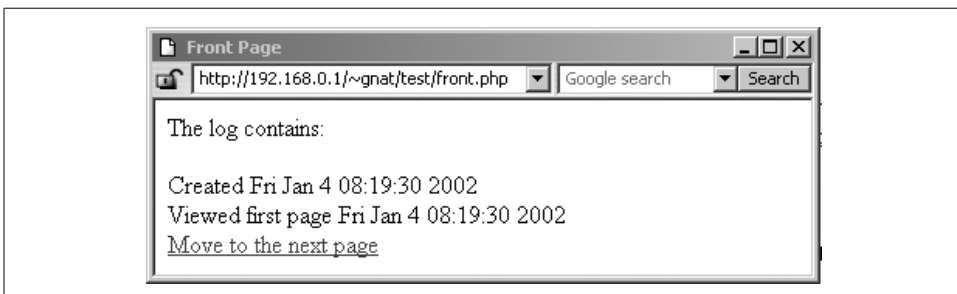 Front Page
http://192.168.0.1/~gnat/test/front.php Google search Search
The log contains:
Created Fri Jan 4 08:19:30 2002
Viewed first page Fri Jan 4 08:19:30 2002
Move to the next page